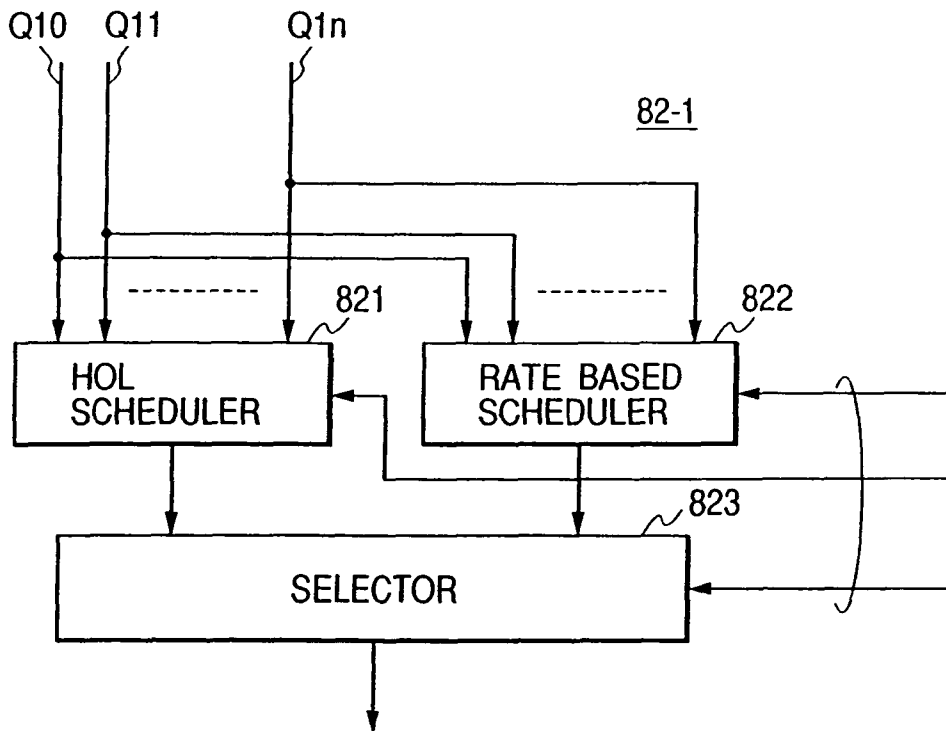 Q10 Q11 Q1n
82-1
821
822
HOL
SCHEDULER
RATE BASED
SCHEDULER
823
SELECTOR